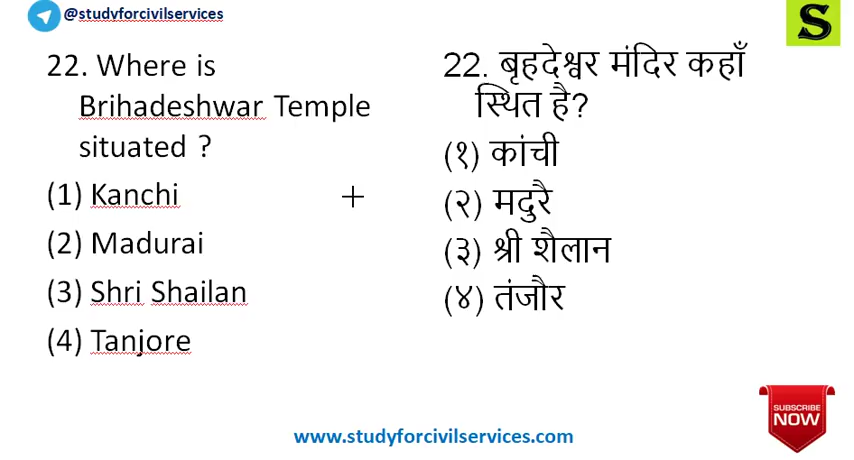 @studyforcivilservices
S
22. Where is
Brihadeshwar Temple
situated ?
(1) Kanchi
(2) Madurai
(3) Shri Shailan
(4) Tanjore
22. बृहदेश्वर मंदिर कहाँ
स्थित है?
(१) कांची
(२) मदुरै
(३) श्री शैलान
(४) तंजौर
SUBSCRIBE
NOW
www.studyforcivilservices.com